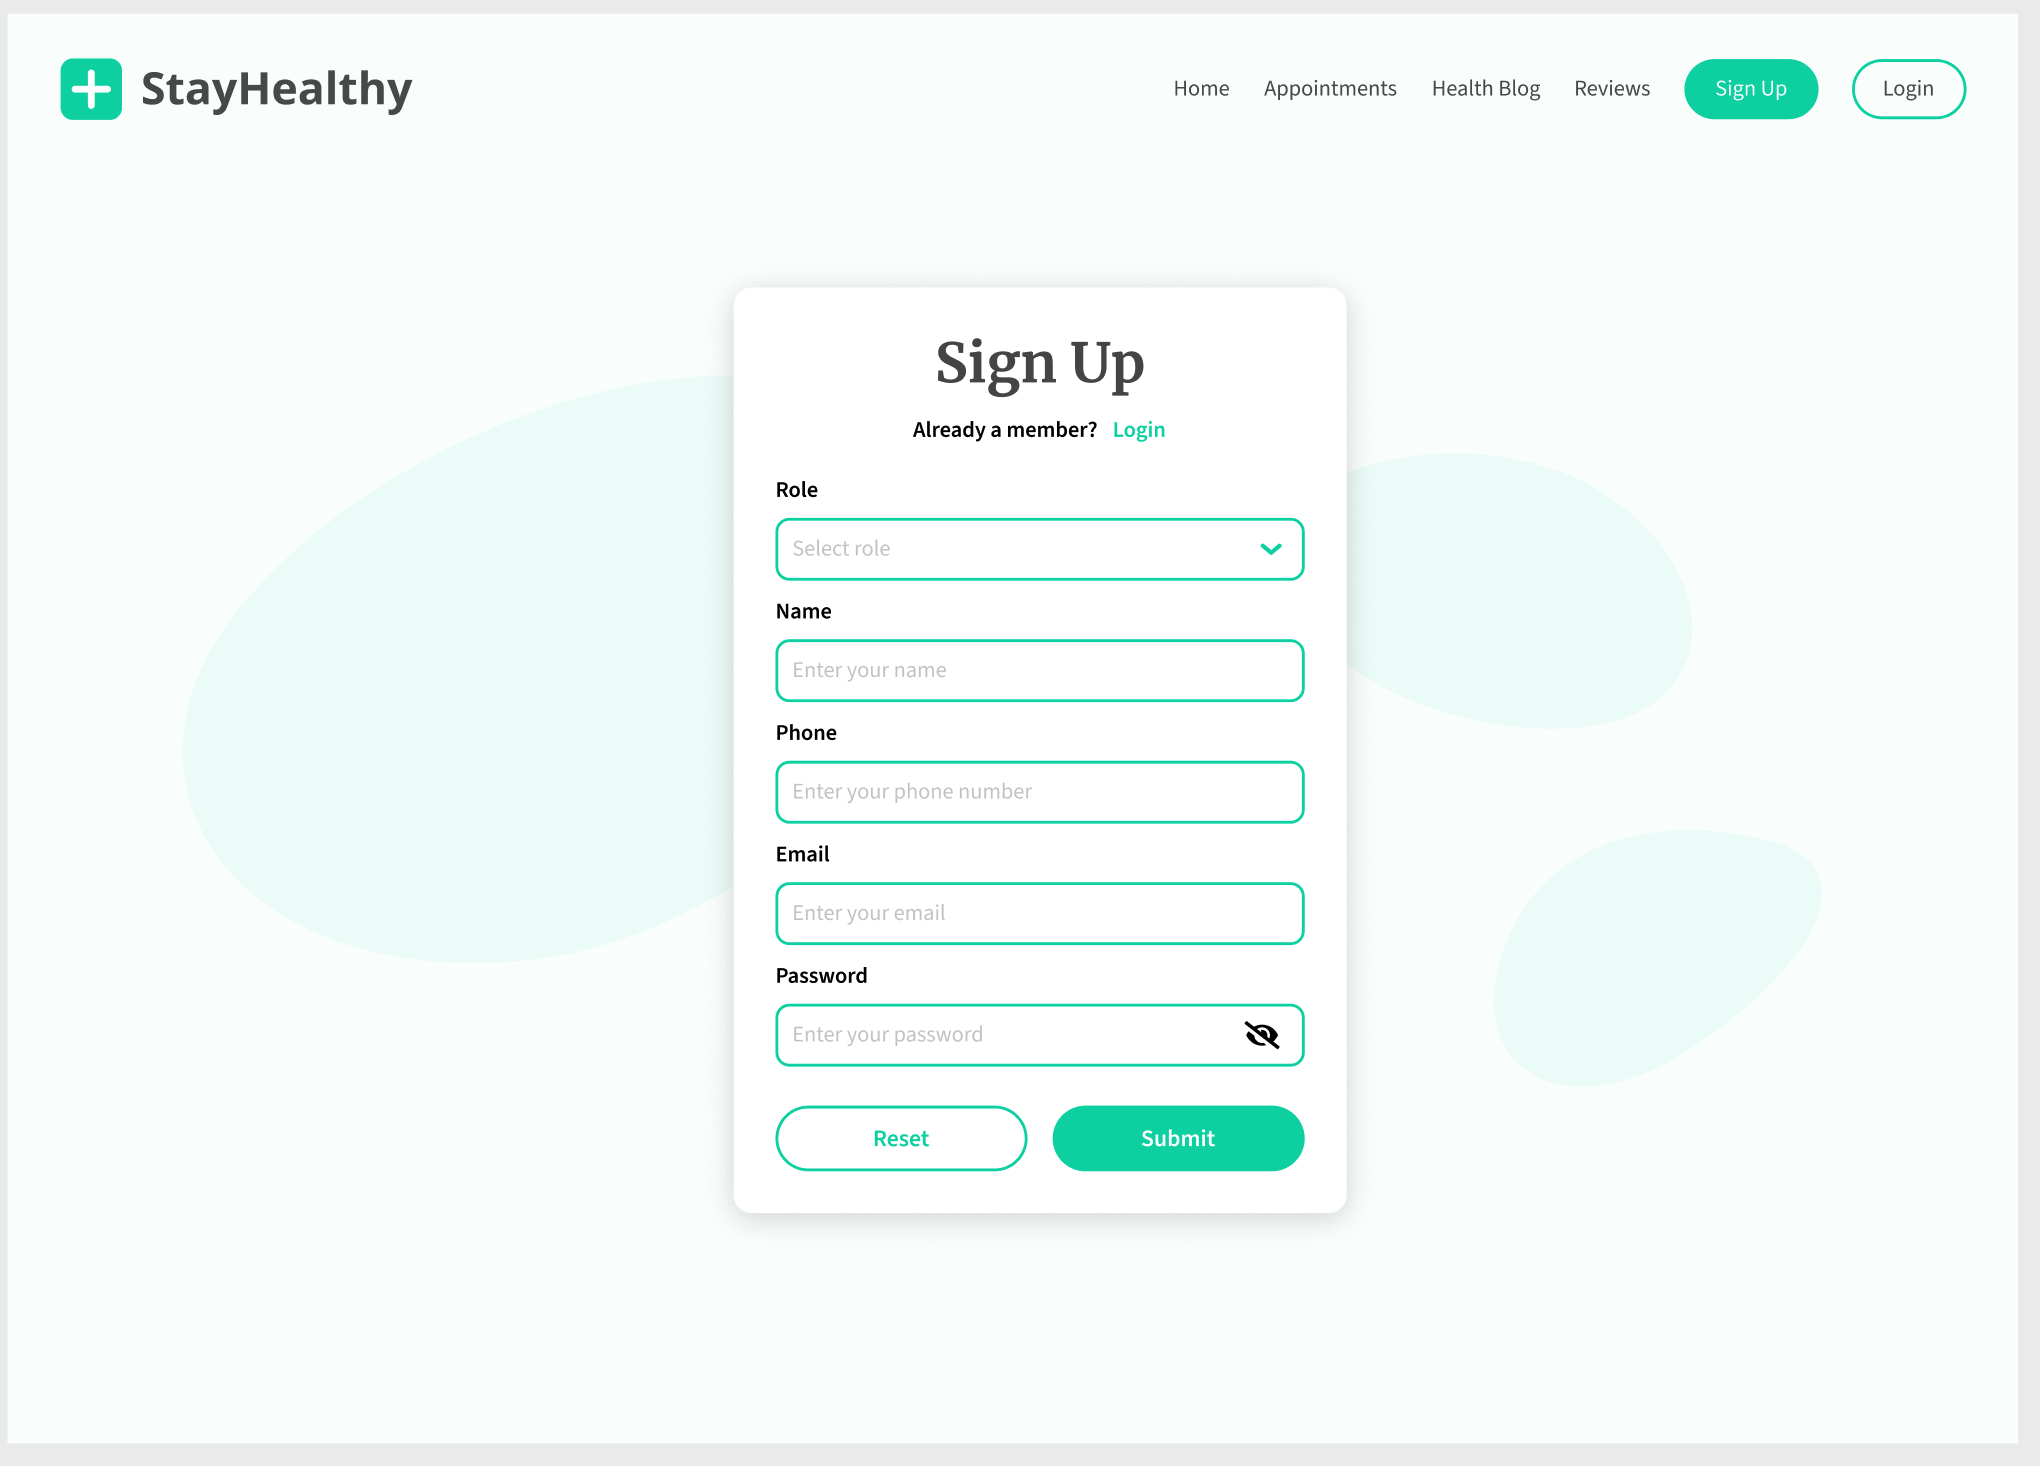 StayHealthy
Home Appointments Health Blog Reviews Sign Up Login
Sign Up
Already a member? Login
Role
Select role
Name
Enter your name
Phone
Enter your phone number
Email
Enter your email
Password
Enter your password
Reset Submit